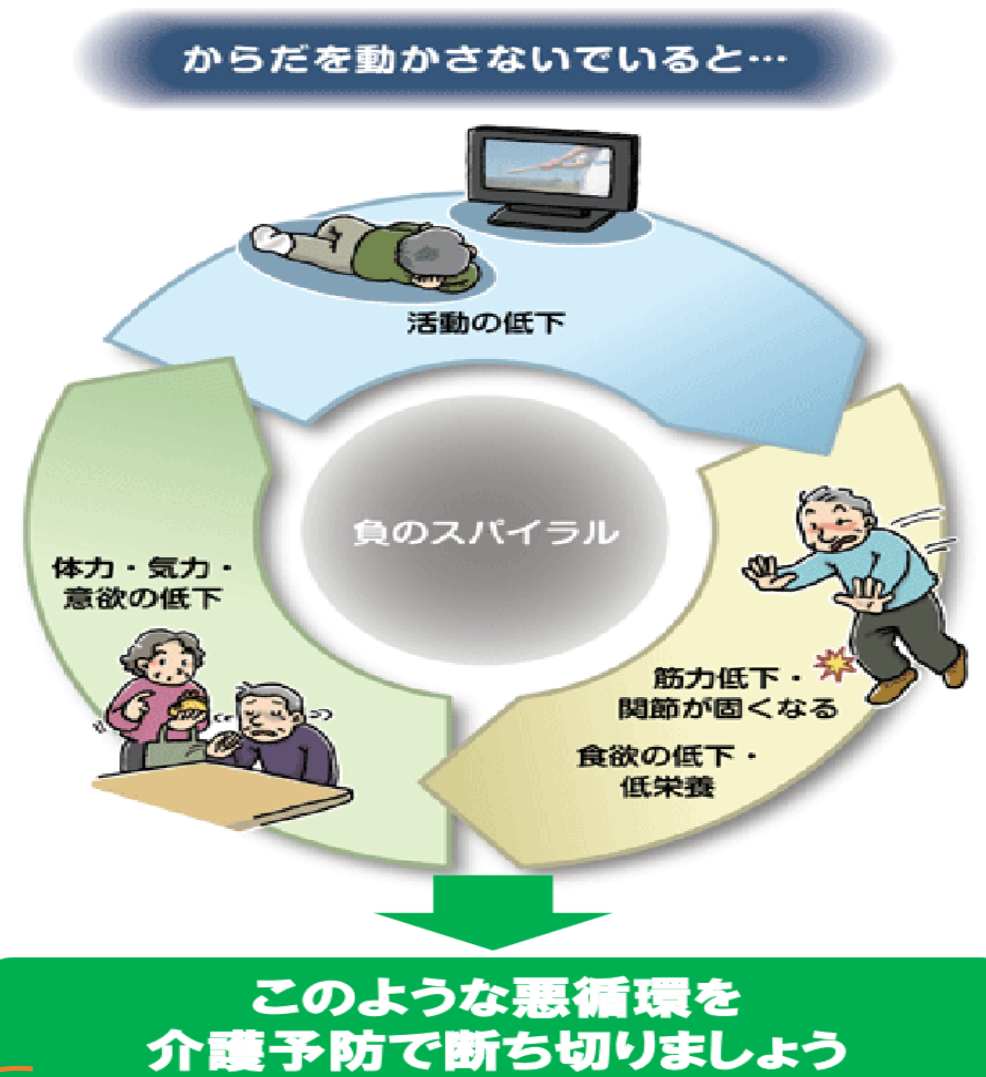 からだを動かさないでいると…
活動の低下
負のスパイラル
体力・気力・
意欲の低下
筋力低下・
関節が固くなる
食欲の低下・
低栄養
このような悪循環を
介護予防で断ち切りましょう